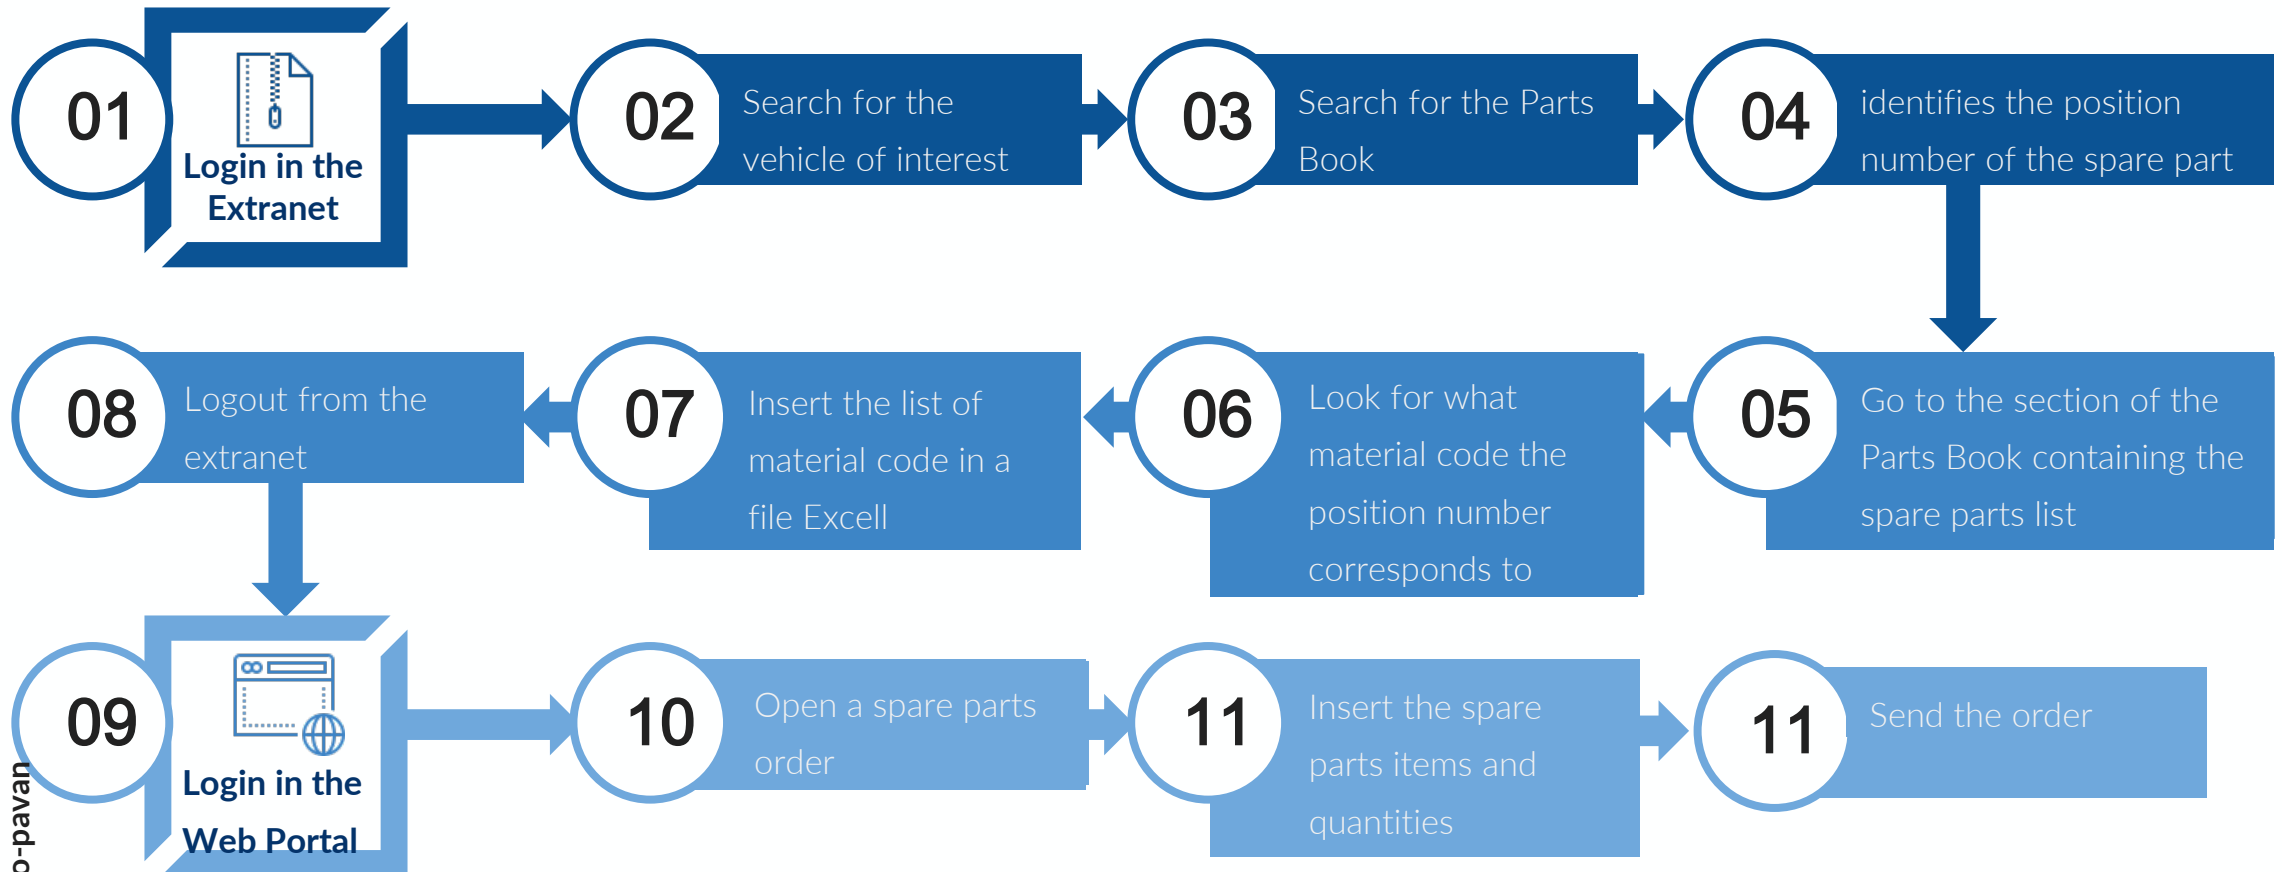 01
Login in the
Extranet
02
Search for the
vehicle of interest
03
Search for the Parts
Book
04
identifies the position
number of the spare part
05
Go to the section of the
Parts Book containing the
spare parts list
06
Look for what
material code the
position number
corresponds to
07
Insert the list of
material code in a
file Excell
08
Logout from the
extranet
09
Login in the
Web Portal
10
Open a spare parts
order
11
Insert the spare
parts items and
quantities
11
Send the order
o-pavan